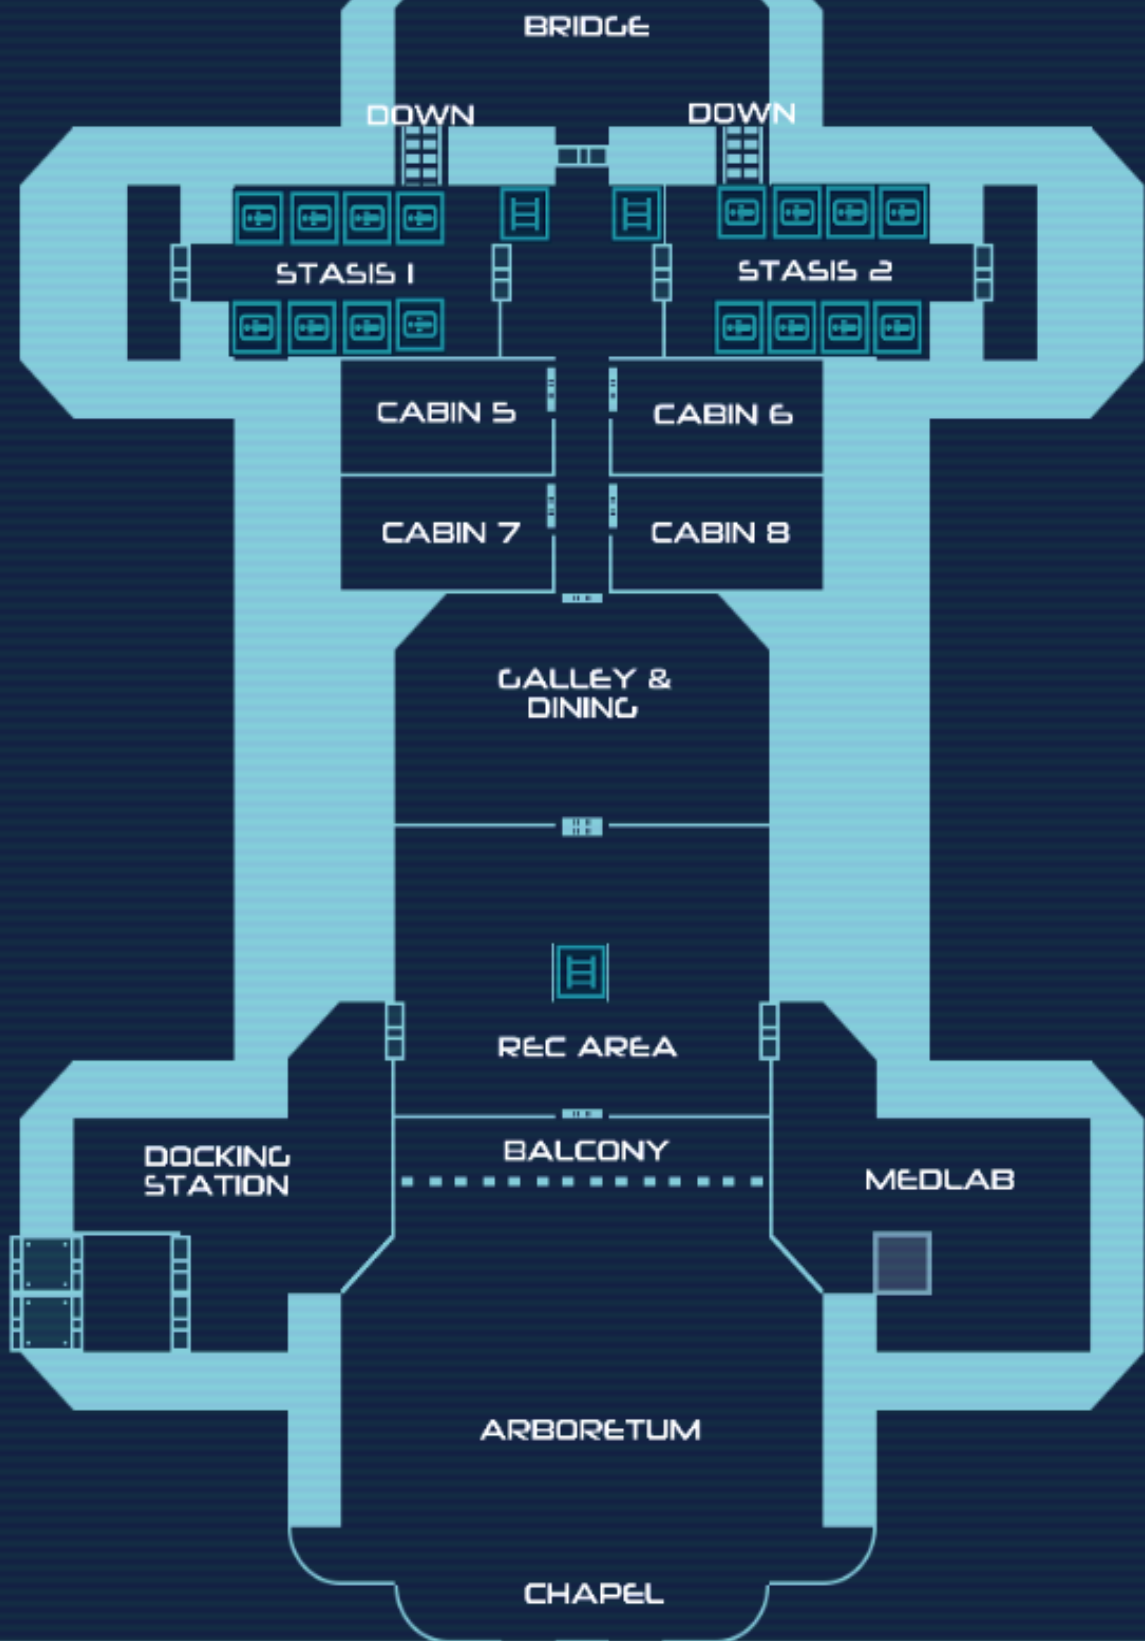 BRIDGE
DOWN
DOWN
STASIS 1
STASIS 2
CABIN 5
CABIN 6
CABIN 7
CABIN 8
GALLEY &
DINING
REC AREA
BALCONY
DOCKING
STATION
MEDLAB
ARBORETUM
CHAPEL